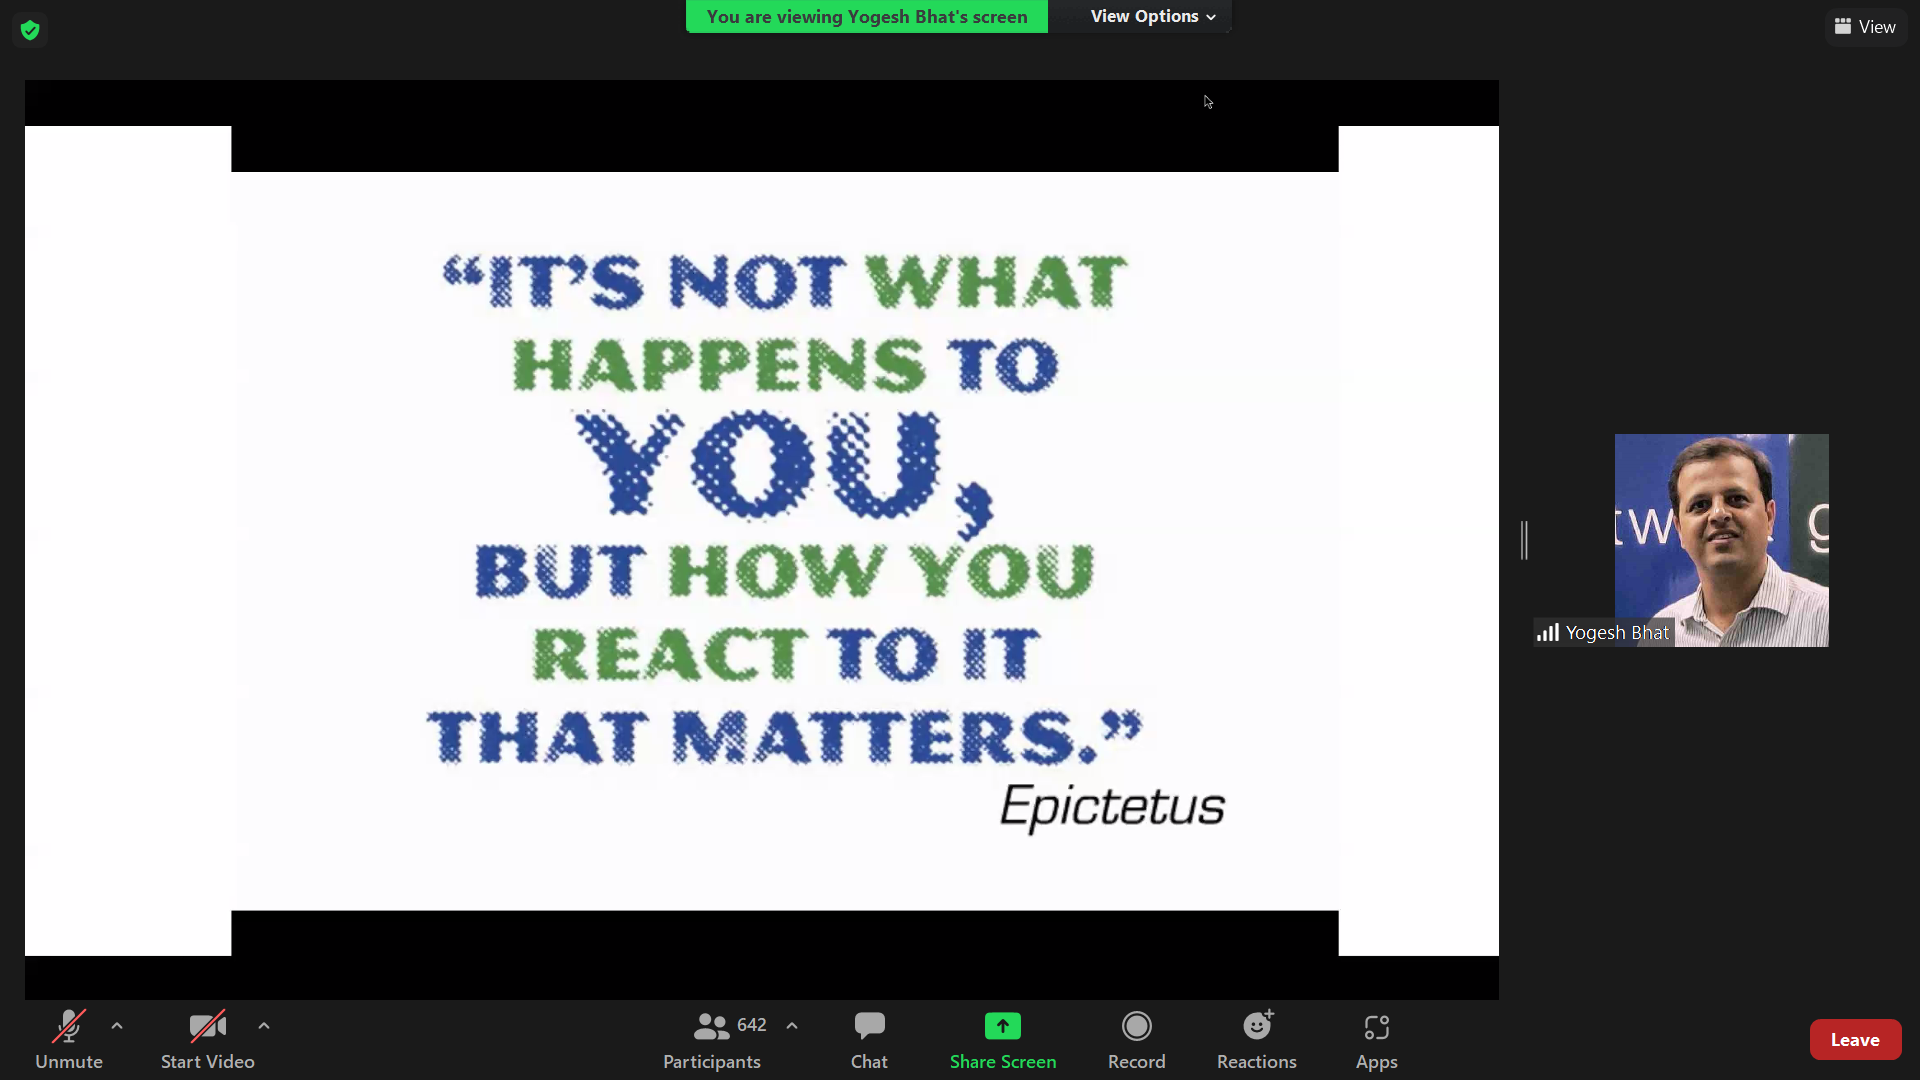 You are viewing Yogesh Bhat's screen
View Options
View
“IT’S NOT WHAT
HAPPENS TO
YOU,
BUT HOW YOU
REACT TO IT
THAT MATTERS.”
Epictetus
Yogesh Bhat
Unmute
Start Video
642
Participants
Chat
Share Screen
Record
Reactions
Apps
Leave